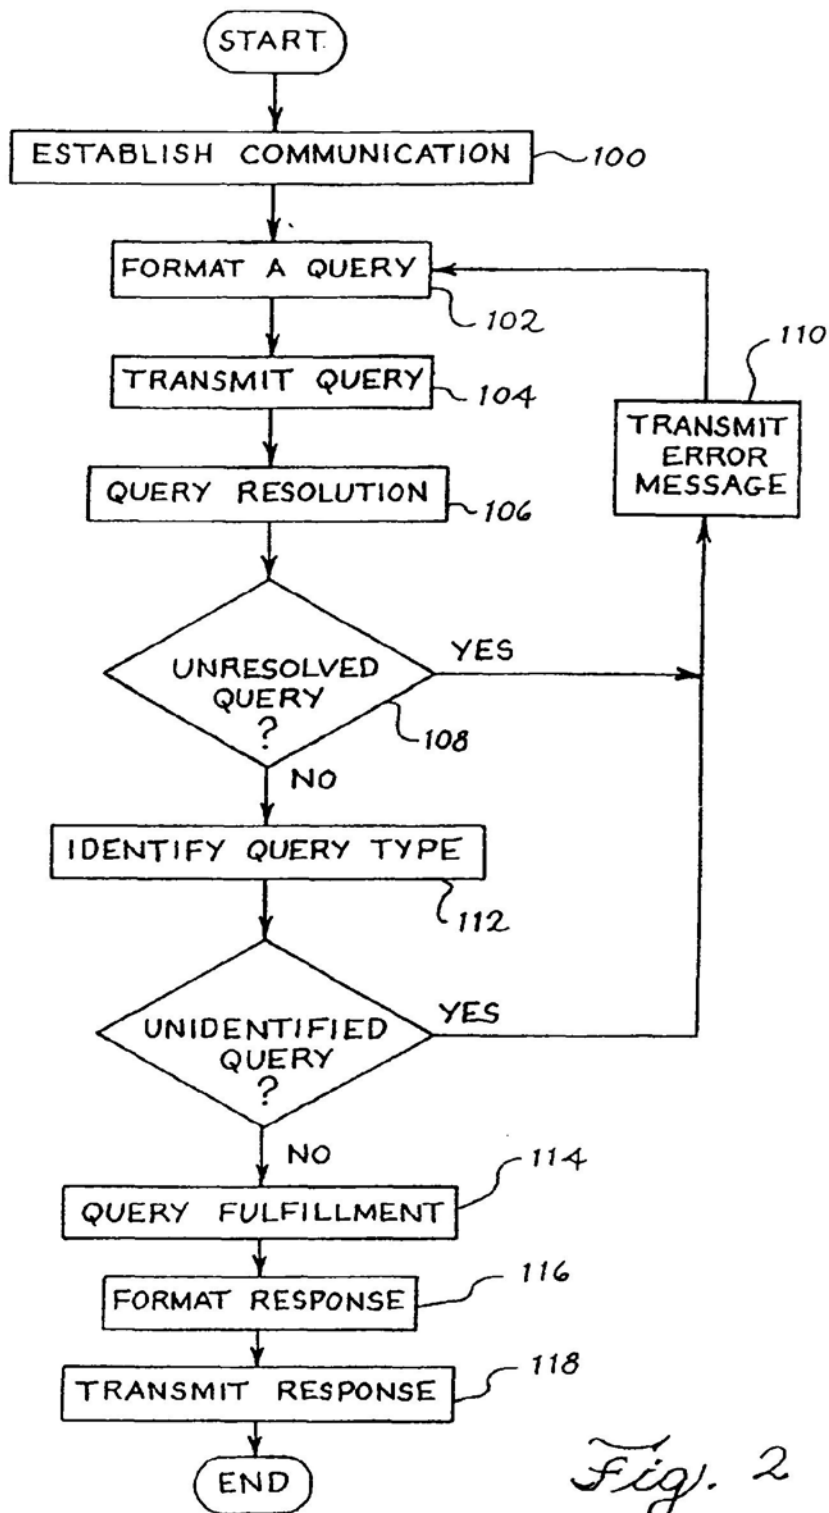 START
ESTABLISH COMMUNICATION
100
FORMAT A QUERY
102
TRANSMIT QUERY
104
110
TRANSMIT
ERROR
MESSAGE
QUERY RESOLUTION
106
UNRESOLVED
QUERY
?
YES
108
NO
IDENTIFY QUERY TYPE
112
UNIDENTIFIED
QUERY
?
YES
NO
114
QUERY FULFILLMENT
116
FORMAT RESPONSE
118
TRANSMIT RESPONSE
END
Fig. 2